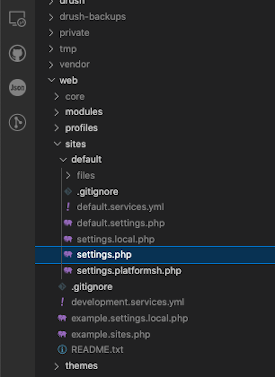 drush
drush-backups
private
tmp
vendor
web
core
modules
profiles
sites
default
files
.gitignore
default.services.yml
default.settings.php
settings.local.php
settings.php
settings.platformsh.php
.gitignore
development.services.yml
example.settings.local.php
example.sites.php
README.txt
themes
Json